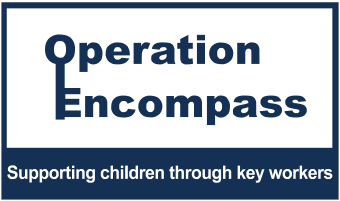 Operation
Encompass
Supporting children through key workers